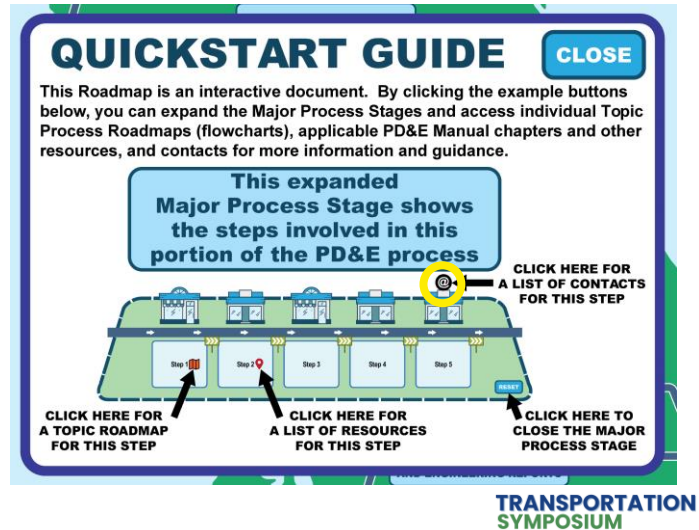 QUICKSTART GUIDE
CLOSE
This Roadmap is an interactive document. By clicking the example buttons
below, you can expand the Major Process Stages and access individual Topic
Process Roadmaps (flowcharts), applicable PD&E Manual chapters and other
resources, and contacts for more information and guidance.
This expanded
Major Process Stage shows
the steps involved in this
portion of the PD&E process
@
CLICK HERE FOR
A LIST OF CONTACTS
FOR THIS STEP
Step 1
Step 2
Step 3
Step 4
Step 5
RESET
CLICK HERE FOR
A TOPIC ROADMAP
FOR THIS STEP
CLICK HERE FOR
A LIST OF RESOURCES
FOR THIS STEP
CLICK HERE TO
CLOSE THE MAJOR
PROCESS STAGE
AND ENGINEERING REPORTS
TRANSPORTATION
SYMPOSIUM